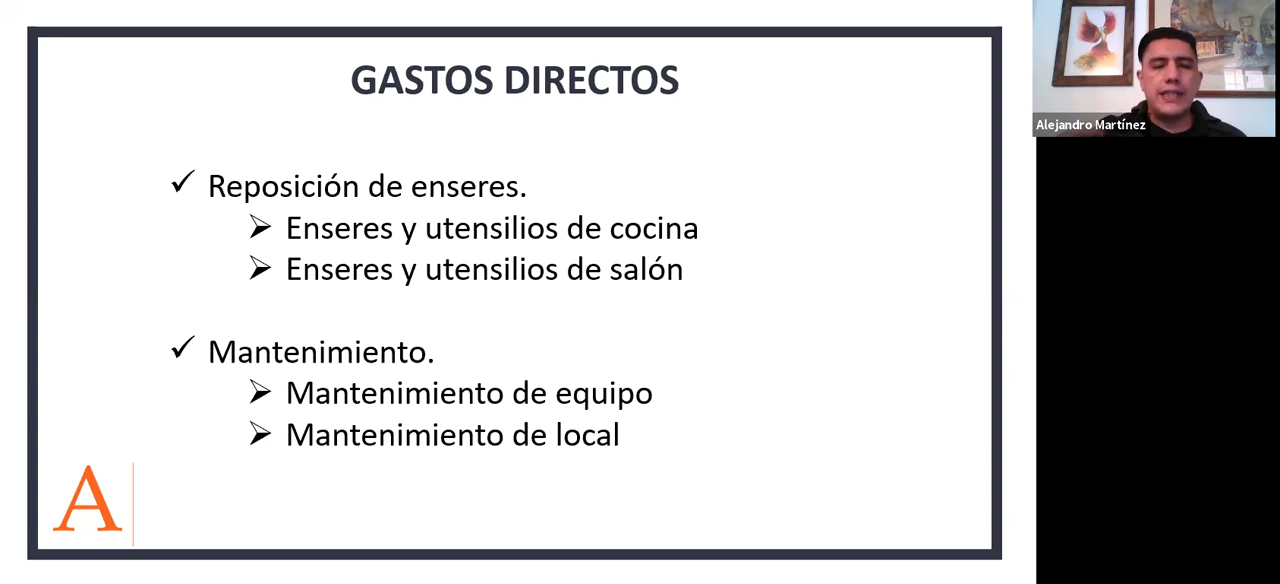 GASTOS DIRECTOS
✓ Reposición de enseres.
➢ Enseres y utensilios de cocina
➢ Enseres y utensilios de salón
✓ Mantenimiento.
➢ Mantenimiento de equipo
➢ Mantenimiento de local
A
Alejandro Martínez